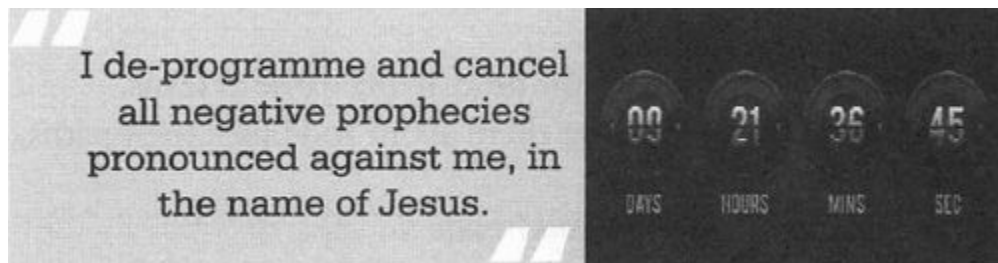 I de-programme and cancel
all negative prophecies
pronounced against me, in
the name of Jesus.
09 21 36 45
DAYS HOURS MINS SEC